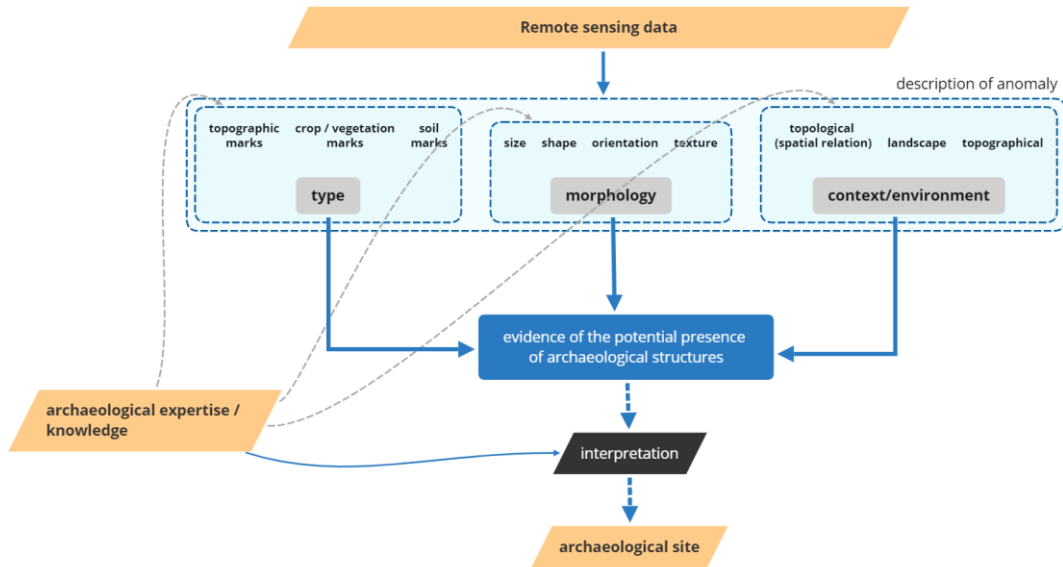 Remote sensing data
description of anomaly
topographic marks
crop / vegetation marks
soil marks
type
size shape orientation texture
morphology
topological (spatial relation)
landscape
topographical
context/environment
evidence of the potential presence
of archaeological structures
archaeological expertise /
knowledge
interpretation
archaeological site